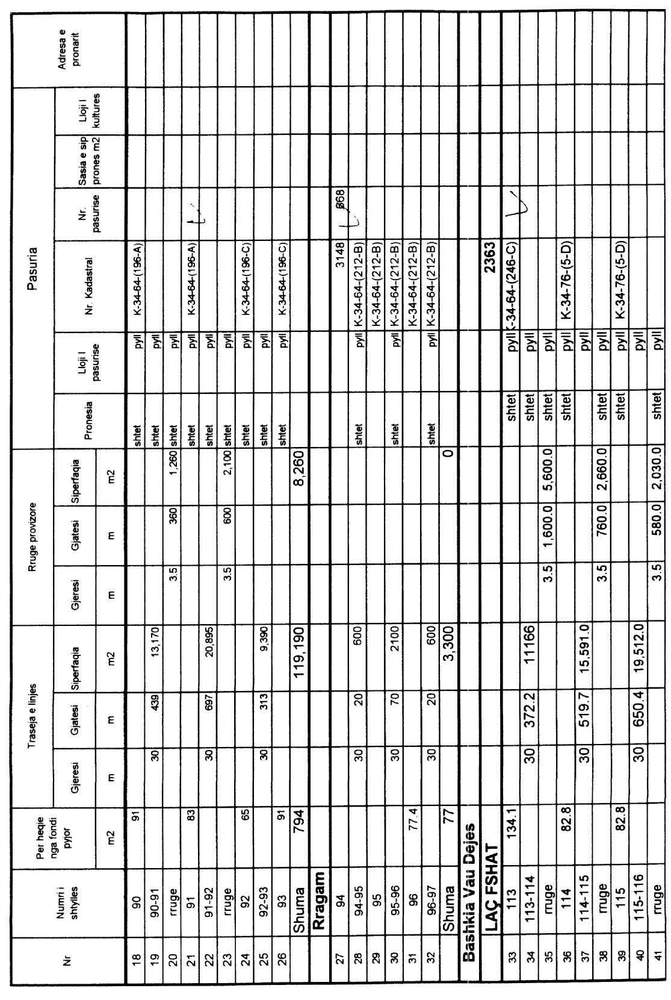 Nr Numri i shtylles Per heqie nga fondi pyjor Traseja e linjes Rruge provizore Pasuria Adresa e pronarit
Gjeresi Gjatesi Siperfaqia Gjeresi Gjatesi Siperfaqia Pronesia Lloji I pasurise Nr. Kadastral Nr. pasurise Sasia e sip prones m2 Lloji I kultures
m2 m m m2 m m m2
18 90 91 shtet pyll K-34-64-(196-A)
19 90-91 30 439 13,170 shtet pyll
20 rruge 3.5 360 1,260 shtet pyll
21 91 83 shtet pyll K-34-64-(196-A)
22 91-92 30 697 20,895 shtet pyll
23 rruge 3.5 600 2,100 shtet pyll
24 92 65 shtet pyll K-34-64-(196-C)
25 92-93 30 313 9,390 shtet pyll
26 93 91 shtet pyll K-34-64-(196-C)
Shuma 794 119,190 8,260
Rragam
27 94 3148 668
28 94-95 30 20 600 shtet pyll K-34-64-(212-B)
29 95 K-34-64-(212-B)
30 95-96 30 70 2100 shtet pyll K-34-64-(212-B)
31 96 77.4 K-34-64-(212-B)
32 96-97 30 20 600 shtet pyll K-34-64-(212-B)
Shuma 77 3,300 0
Bashkia Vau Dejes
LAÇ FSHAT 2363
33 113 134.1 shtet pyll K-34-64-(246-C)
34 113-114 30 372.2 11166 shtet pyll
35 rruge 3.5 1,600.0 5,600.0 shtet pyll
36 114 82.8 shtet pyll K-34-76-(5-D)
37 114-115 30 519.7 15,591.0 pyll
38 rruge 3.5 760.0 2,660.0 shtet pyll
39 115 82.8 shtet pyll K-34-76-(5-D)
40 115-116 30 650.4 19,512.0 pyll
41 rruge 3.5 580.0 2,030.0 shtet pyll